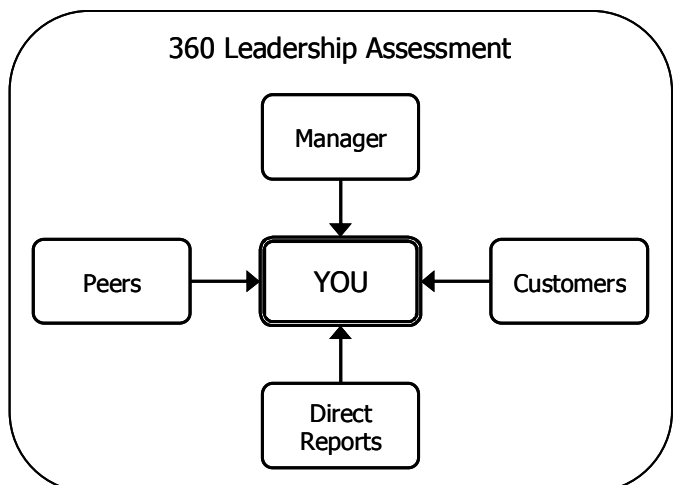 360 Leadership Assessment
Manager
Peers
YOU
Customers
Direct
Reports